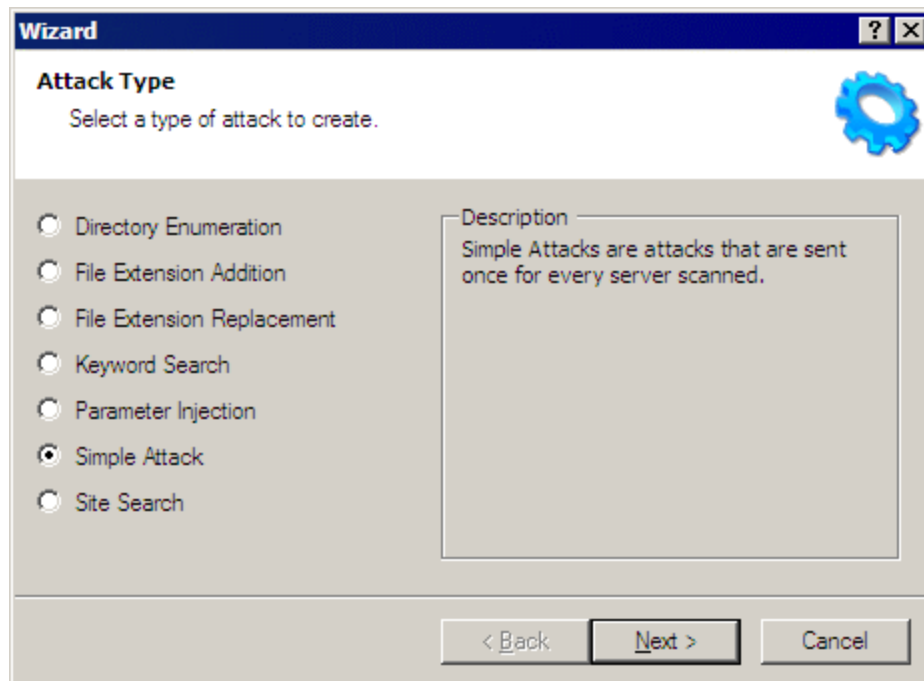 Wizard
Attack Type
Select a type of attack to create.
Directory Enumeration
File Extension Addition
File Extension Replacement
Keyword Search
Parameter Injection
Simple Attack
Site Search
Description
Simple Attacks are attacks that are sent
once for every server scanned.
< Back
Next >
Cancel